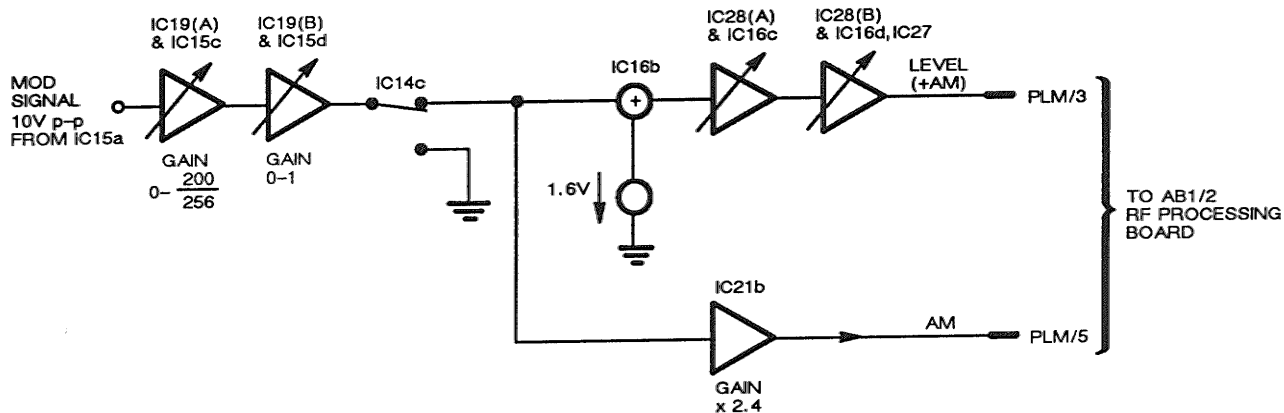 IC19(A)
& IC15c
IC19(B)
& IC15d
IC14c
IC16b
IC28(A)
& IC16c
IC28(B)
& IC16d, IC27
MOD
SIGNAL
10V p-p
FROM IC15a
LEVEL
(+AM)
PLM/3
GAIN
0- 200
256
GAIN
0-1
1.6V
TO AB1/2
RF PROCESSING
BOARD
IC21b
AM
PLM/5
GAIN
x 2.4